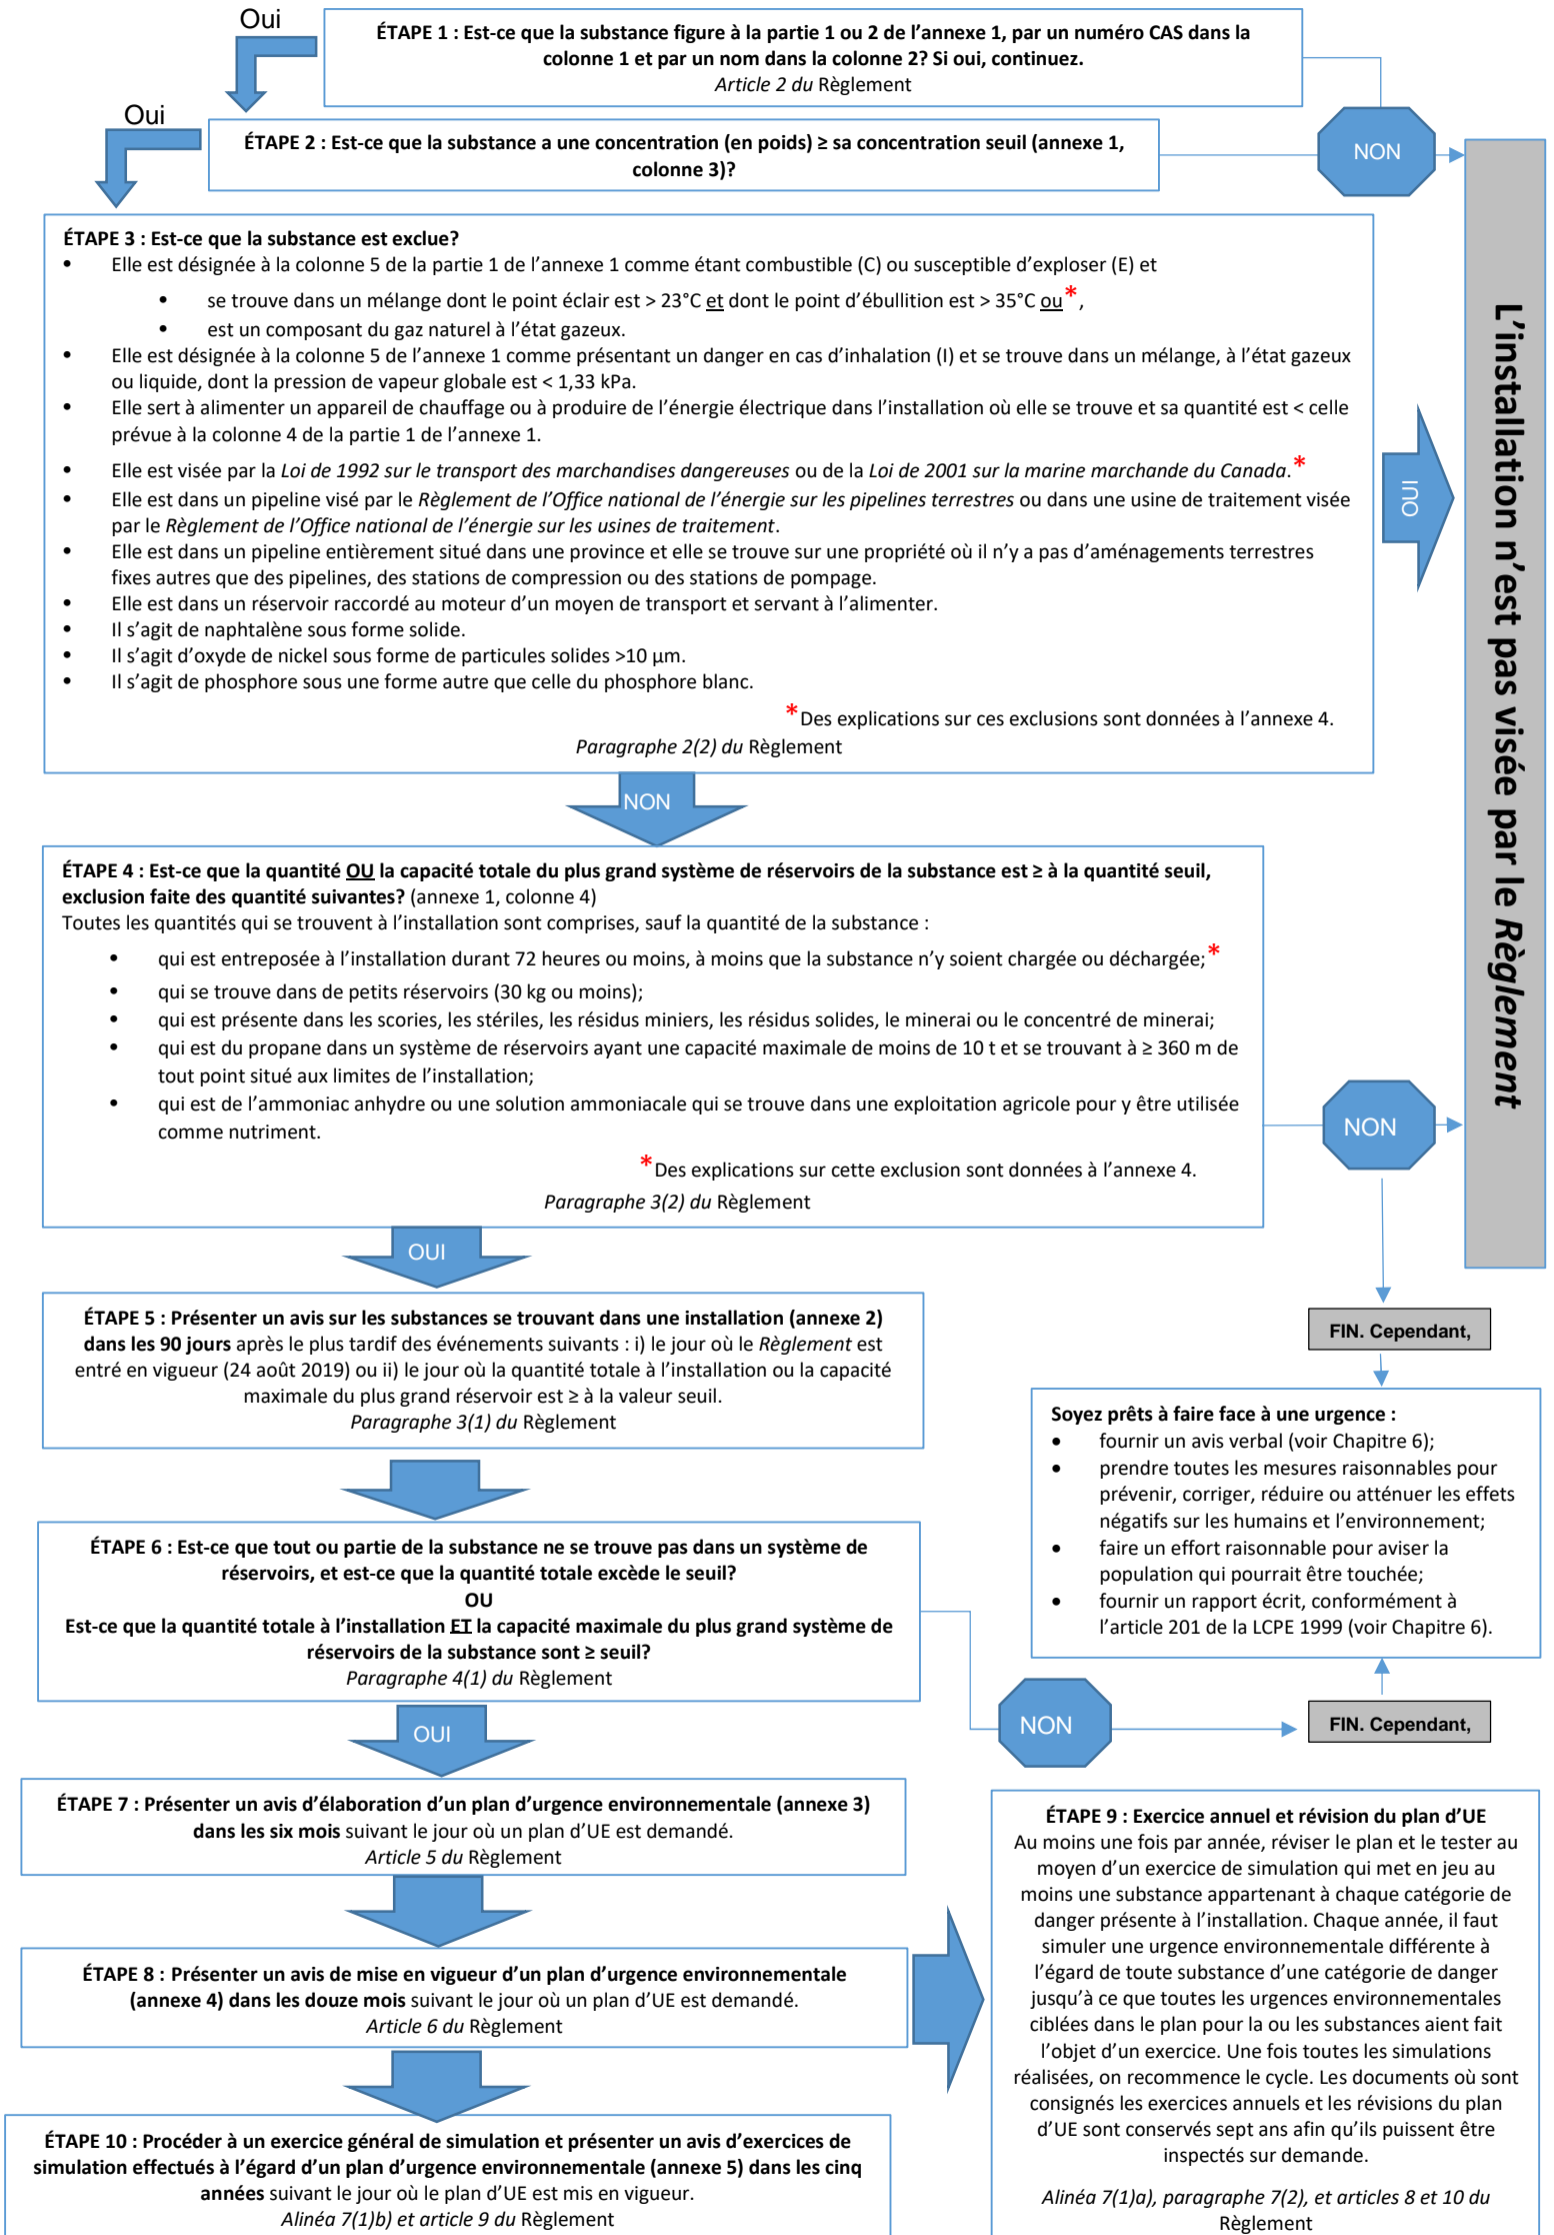 Oui
ÉTAPE 1 : Est-ce que la substance figure à la partie 1 ou 2 de l’annexe 1, par un numéro CAS dans la
colonne 1 et par un nom dans la colonne 2? Si oui, continuez.
Article 2 du Règlement
Oui
ÉTAPE 2 : Est-ce que la substance a une concentration (en poids) ≥ sa concentration seuil (annexe 1,
colonne 3)?
NON
L’installation n’est pas visée par le Règlement
ÉTAPE 3 : Est-ce que la substance est exclue?
• Elle est désignée à la colonne 5 de la partie 1 de l’annexe 1 comme étant combustible (C) ou susceptible d’exploser (E) et
• se trouve dans un mélange dont le point éclair est > 23°C et dont le point d’ébullition est > 35°C ou*,
• est un composant du gaz naturel à l’état gazeux.
• Elle est désignée à la colonne 5 de l’annexe 1 comme présentant un danger en cas d’inhalation (I) et se trouve dans un mélange, à l’état gazeux
ou liquide, dont la pression de vapeur globale est < 1,33 kPa.
• Elle sert à alimenter un appareil de chauffage ou à produire de l’énergie électrique dans l’installation où elle se trouve et sa quantité est < celle
prévue à la colonne 4 de la partie 1 de l’annexe 1.
• Elle est visée par la Loi de 1992 sur le transport des marchandises dangereuses ou de la Loi de 2001 sur la marine marchande du Canada.*
• Elle est dans un pipeline visé par le Règlement de l’Office national de l’énergie sur les pipelines terrestres ou dans une usine de traitement visée
par le Règlement de l’Office national de l’énergie sur les usines de traitement.
• Elle est dans un pipeline entièrement situé dans une province et elle se trouve sur une propriété où il n’y a pas d’aménagements terrestres
fixes autres que des pipelines, des stations de compression ou des stations de pompage.
• Elle est dans un réservoir raccordé au moteur d’un moyen de transport et servant à l’alimenter.
• Il s’agit de naphtalène sous forme solide.
• Il s’agit d’oxyde de nickel sous forme de particules solides >10 µm.
• Il s’agit de phosphore sous une forme autre que celle du phosphore blanc.
*Des explications sur ces exclusions sont données à l’annexe 4.
Paragraphe 2(2) du Règlement
OUI
NON
ÉTAPE 4 : Est-ce que la quantité OU la capacité totale du plus grand système de réservoirs de la substance est ≥ à la quantité seuil,
exclusion faite des quantité suivantes? (annexe 1, colonne 4)
Toutes les quantités qui se trouvent à l’installation sont comprises, sauf la quantité de la substance :
• qui est entreposée à l’installation durant 72 heures ou moins, à moins que la substance n’y soient chargée ou déchargée;*
• qui se trouve dans de petits réservoirs (30 kg ou moins);
• qui est présente dans les scories, les stériles, les résidus miniers, les résidus solides, le minerai ou le concentré de minerai;
• qui est du propane dans un système de réservoirs ayant une capacité maximale de moins de 10 t et se trouvant à ≥ 360 m de
tout point situé aux limites de l’installation;
• qui est de l’ammoniac anhydre ou une solution ammoniacale qui se trouve dans une exploitation agricole pour y être utilisée
comme nutriment.
*Des explications sur cette exclusion sont données à l’annexe 4.
Paragraphe 3(2) du Règlement
NON
OUI
ÉTAPE 5 : Présenter un avis sur les substances se trouvant dans une installation (annexe 2)
dans les 90 jours après le plus tardif des événements suivants : i) le jour où le Règlement est
entré en vigueur (24 août 2019) ou ii) le jour où la quantité totale à l’installation ou la capacité
maximale du plus grand réservoir est ≥ à la valeur seuil.
Paragraphe 3(1) du Règlement
FIN. Cependant,
Soyez prêts à faire face à une urgence :
• fournir un avis verbal (voir Chapitre 6);
• prendre toutes les mesures raisonnables pour
prévenir, corriger, réduire ou atténuer les effets
négatifs sur les humains et l’environnement;
• faire un effort raisonnable pour aviser la
population qui pourrait être touchée;
• fournir un rapport écrit, conformément à
l’article 201 de la LCPE 1999 (voir Chapitre 6).
ÉTAPE 6 : Est-ce que tout ou partie de la substance ne se trouve pas dans un système de
réservoirs, et est-ce que la quantité totale excède le seuil?
OU
Est-ce que la quantité totale à l’installation ET la capacité maximale du plus grand système de
réservoirs de la substance sont ≥ seuil?
Paragraphe 4(1) du Règlement
NON
FIN. Cependant,
OUI
ÉTAPE 7 : Présenter un avis d’élaboration d’un plan d’urgence environnementale (annexe 3)
dans les six mois suivant le jour où un plan d’UE est demandé.
Article 5 du Règlement
ÉTAPE 8 : Présenter un avis de mise en vigueur d’un plan d’urgence environnementale
(annexe 4) dans les douze mois suivant le jour où un plan d’UE est demandé.
Article 6 du Règlement
ÉTAPE 9 : Exercice annuel et révision du plan d’UE
Au moins une fois par année, réviser le plan et le tester au
moyen d’un exercice de simulation qui met en jeu au
moins une substance appartenant à chaque catégorie de
danger présente à l’installation. Chaque année, il faut
simuler une urgence environnementale différente à
l’égard de toute substance d’une catégorie de danger
jusqu’à ce que toutes les urgences environnementales
ciblées dans le plan pour la ou les substances aient fait
l’objet d’un exercice. Une fois toutes les simulations
réalisées, on recommence le cycle. Les documents où sont
consignés les exercices annuels et les révisions du plan
d’UE sont conservés sept ans afin qu’ils puissent être
inspectés sur demande.
Alinéa 7(1)a), paragraphe 7(2), et articles 8 et 10 du
Règlement
ÉTAPE 10 : Procéder à un exercice général de simulation et présenter un avis d’exercices de
simulation effectués à l’égard d’un plan d’urgence environnementale (annexe 5) dans les cinq
années suivant le jour où le plan d’UE est mis en vigueur.
Alinéa 7(1)b) et article 9 du Règlement